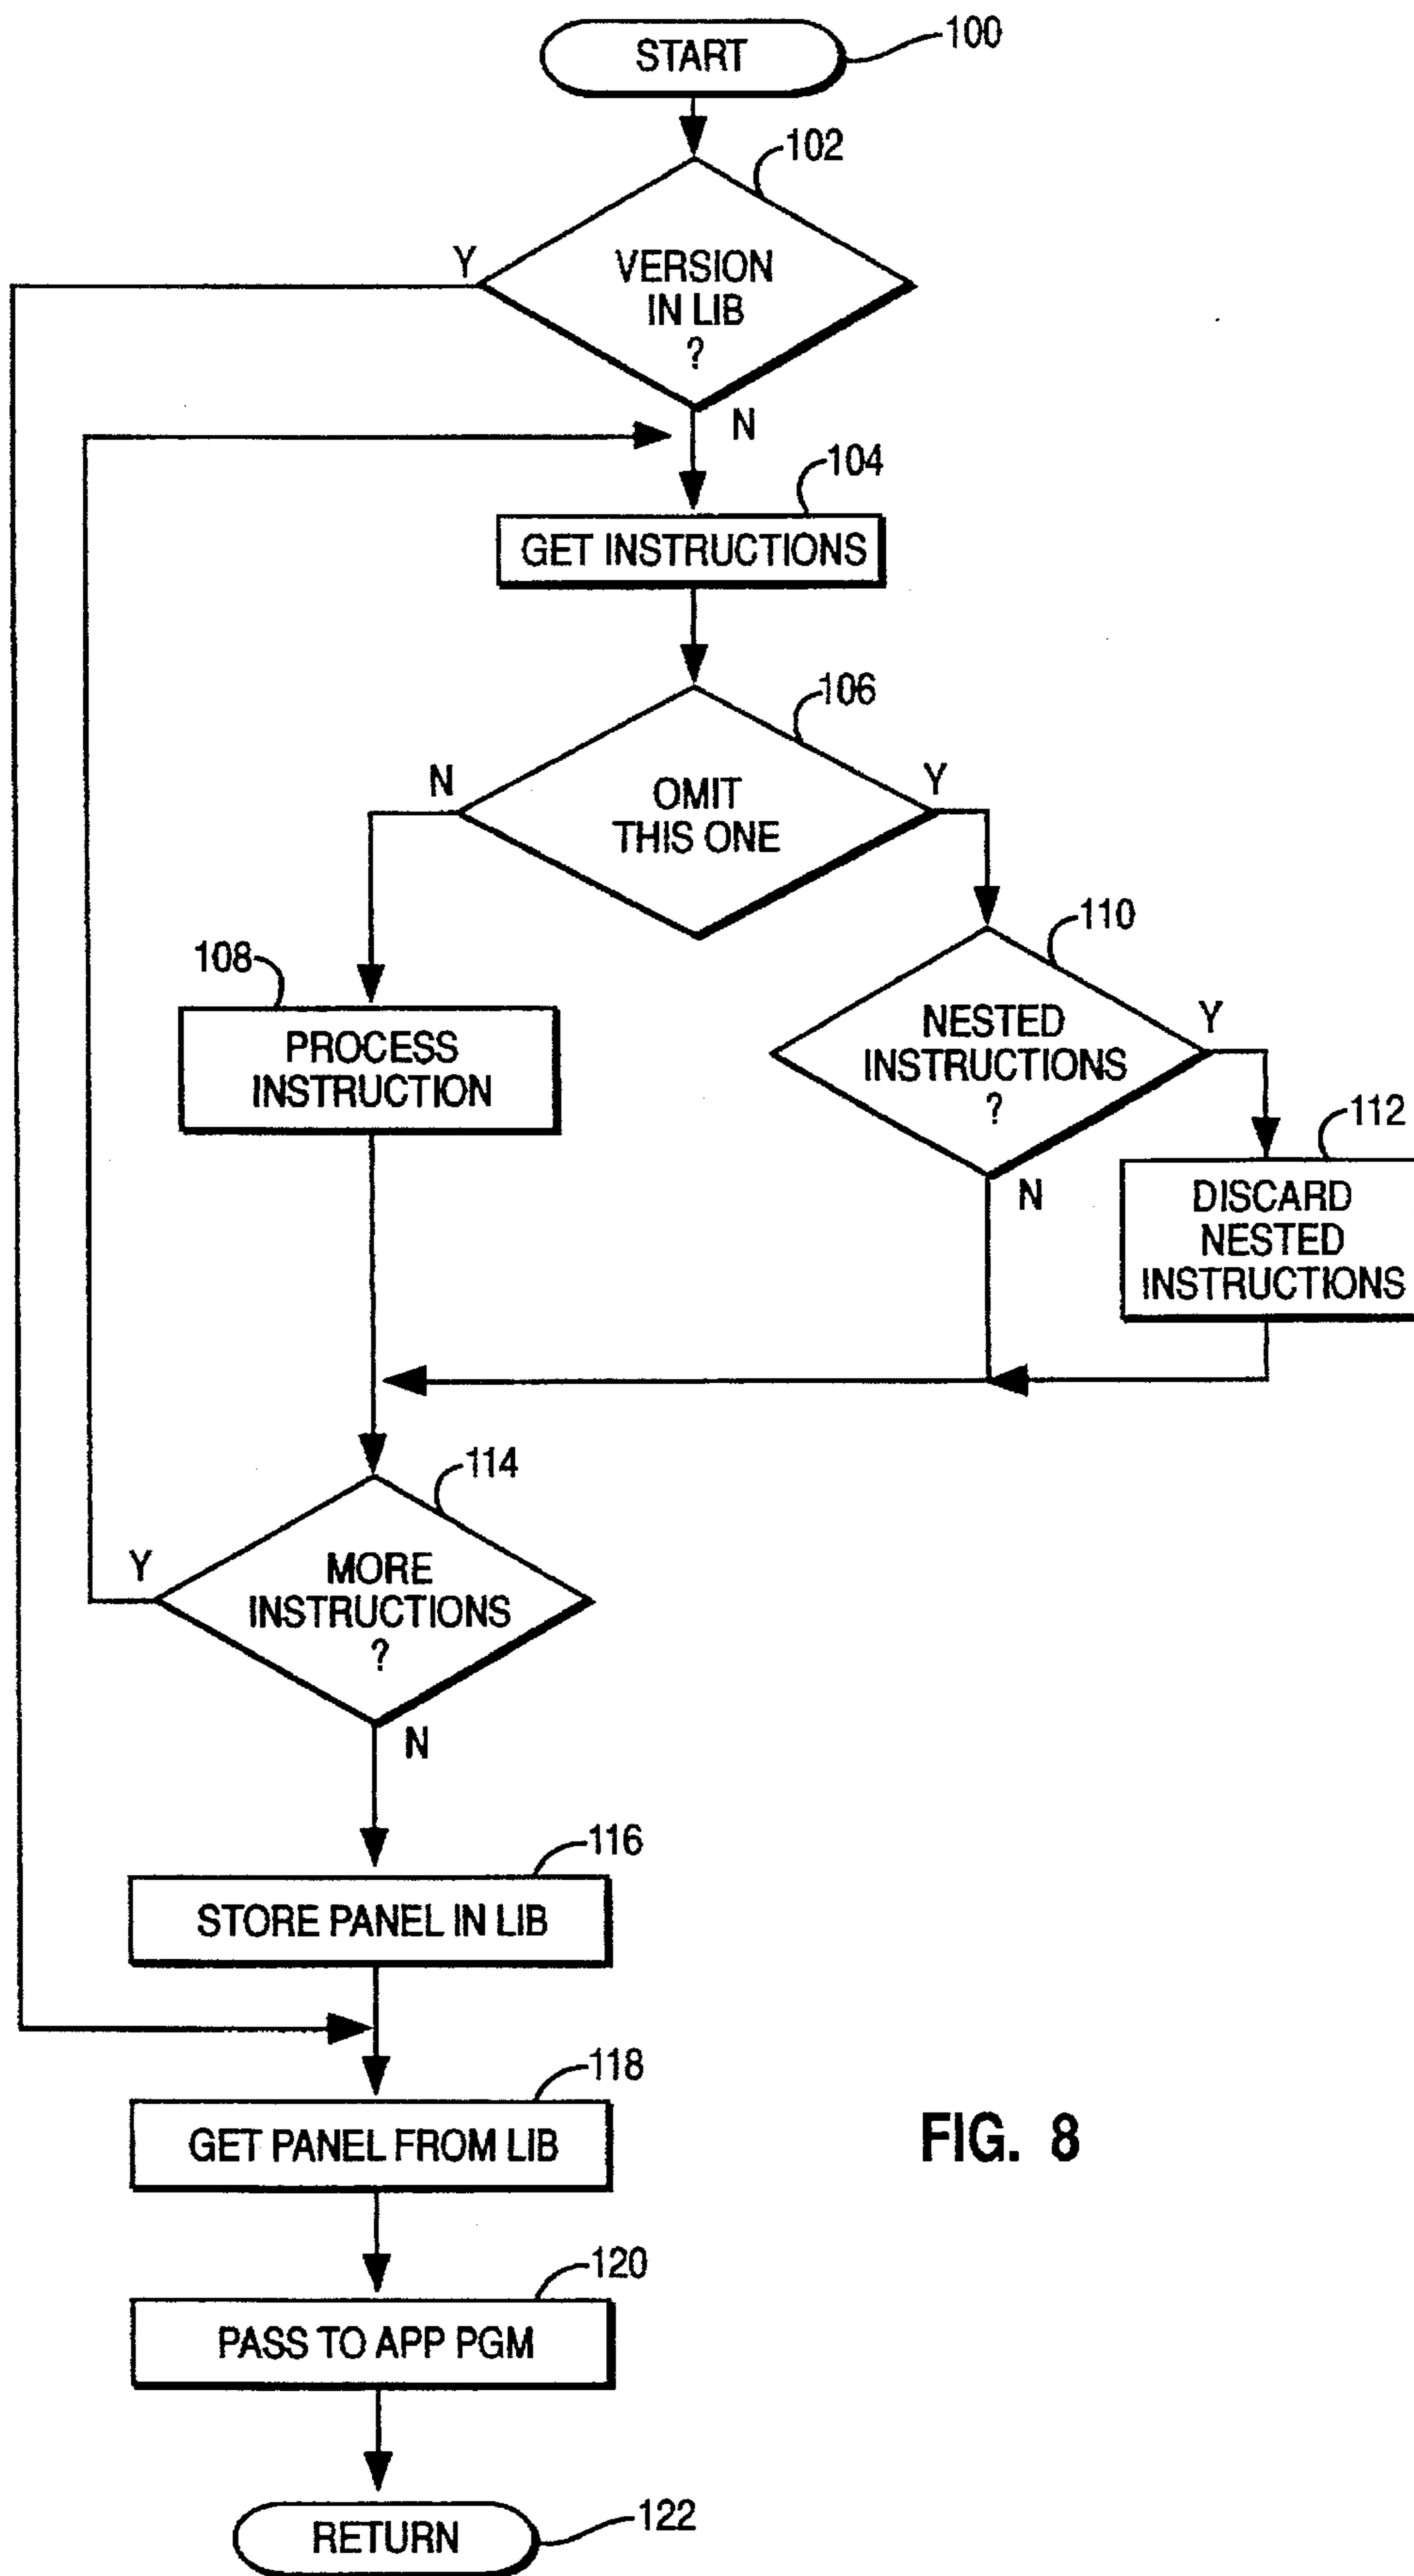 START
100
102
Y
VERSION
IN LIB
?
N
104
GET INSTRUCTIONS
106
N
Y
OMIT
THIS ONE
108
110
PROCESS
INSTRUCTION
NESTED
INSTRUCTIONS
?
Y
112
N
DISCARD
NESTED
INSTRUCTIONS
114
Y
MORE
INSTRUCTIONS
?
N
116
STORE PANEL IN LIB
118
GET PANEL FROM LIB
FIG. 8
120
PASS TO APP PGM
RETURN
122